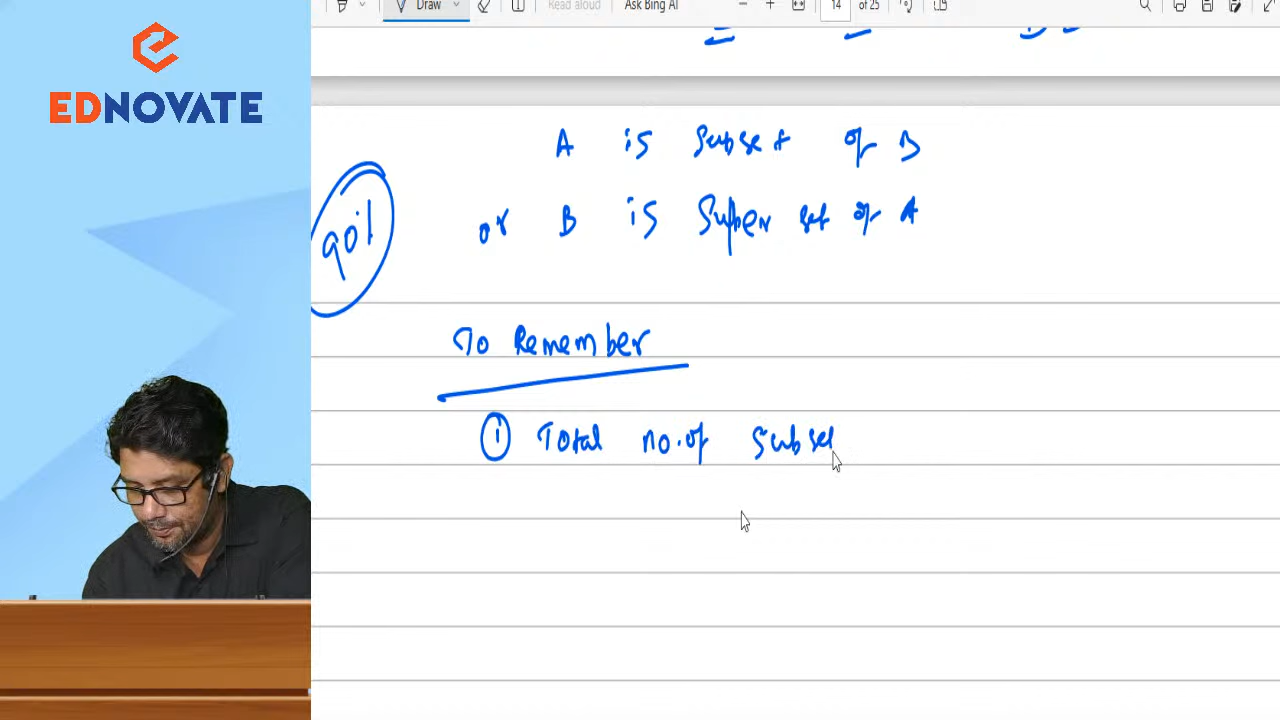 Draw
Read aloud
Ask Bing AI
14 of 25
EDNOVATE
A is Subset of B
or B is Super set of A
To Remember
① Total no. of Subset